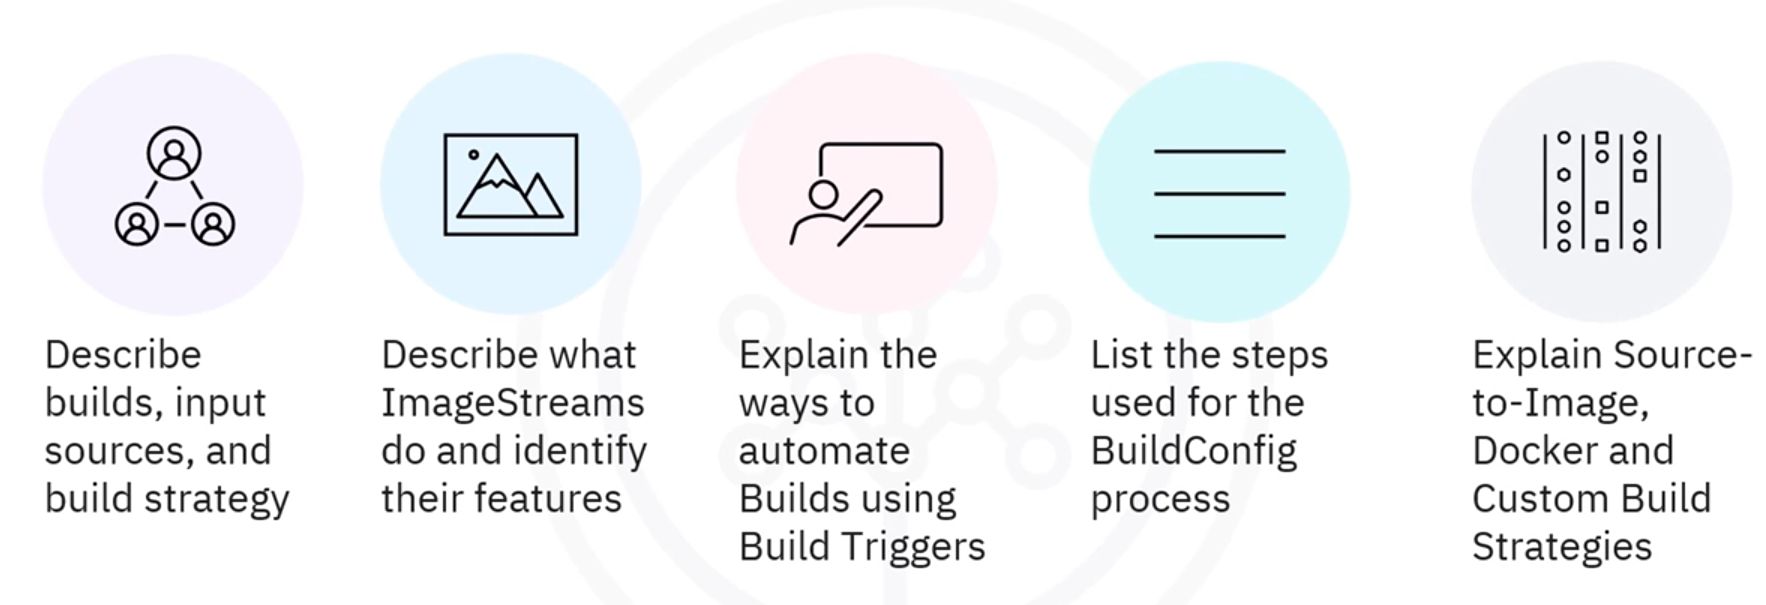 Describe
builds, input
sources, and
build strategy
Describe what
ImageStreams
do and identify
their features
Explain the
ways to
automate
Builds using
Build Triggers
List the steps
used for the
BuildConfig
process
Explain Source-
to-Image,
Docker and
Custom Build
Strategies